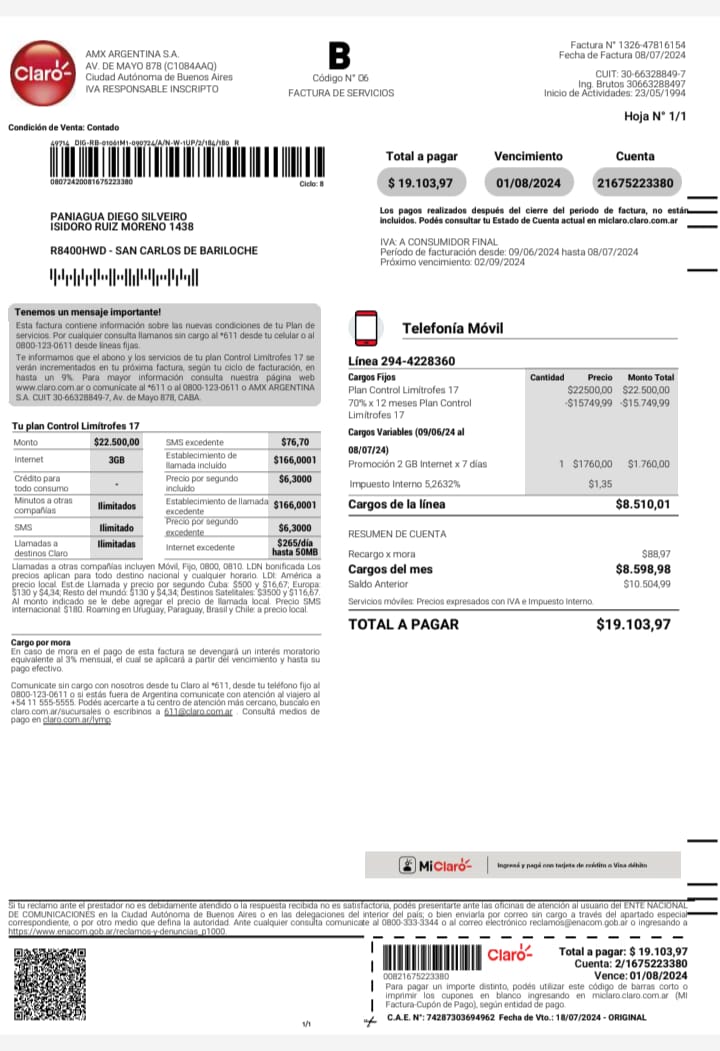 Claro
AMX ARGENTINA S.A.
AV. DE MAYO 878 (C1084AAQ)
Ciudad Autónoma de Buenos Aires
IVA RESPONSABLE INSCRIPTO
B
Código N° 06
FACTURA DE SERVICIOS
Factura N° 1326-47816154
Fecha de Factura 08/07/2024
CUIT: 30-66328849-7
Ing. Brutos 30663288497
Inicio de Actividades: 23/05/1994
Hoja N° 1/1
Condición de Venta: Contado
49714 DIG-RB-01061M1-090724/A/N-W-1UP/2/184/180 R
08072420081675223380
Ciclo: 8
Total a pagar Vencimiento Cuenta
$ 19.103,97 01/08/2024 21675223380
Los pagos realizados después del cierre del periodo de factura, no están
incluidos. Podés consultar tu Estado de Cuenta actual en miclaro.claro.com.ar
PANIAGUA DIEGO SILVEIRO
ISIDORO RUIZ MORENO 1438
R8400HWD - SAN CARLOS DE BARILOCHE
IVA: A CONSUMIDOR FINAL
Período de facturación desde: 09/06/2024 hasta 08/07/2024
Próximo vencimiento: 02/09/2024
Tenemos un mensaje importante!
Esta factura contiene información sobre las nuevas condiciones de tu Plan de
servicios. Por cualquier consulta llamanos sin cargo al *611 desde tu celular o al
0800-123-0611 desde líneas fijas.
Te informamos que el abono y los servicios de tu plan Control Limítrofes 17 se
verán incrementados en tu próxima factura, según tu ciclo de facturación, en
hasta un 9%. Para mayor información consulta nuestra página web
www.claro.com.ar o comunicate al *611 o al 0800-123-0611 o AMX ARGENTINA
S.A. CUIT 30-66328849-7, Av. de Mayo 878, CABA.
Tu plan Control Limítrofes 17
Monto $22.500,00 SMS excedente $76,70
Internet 3GB Establecimiento de llamada incluido $166,0001
Crédito para todo consumo - Precio por segundo incluido $6,3000
Minutos a otras compañías Ilimitados Establecimiento de llamada excedente $166,0001
SMS Ilimitado Precio por segundo excedente $6,3000
Llamadas a destinos Claro Ilimitadas Internet excedente $265/día hasta 50MB
Llamadas a otras compañías incluyen Móvil, Fijo, 0800, 0810. LDN bonificada Los
precios aplican para todo destino nacional y cualquier horario. LDI: América a
precio local. Est.de Llamada y precio por segundo Cuba: $500 y $16,67; Europa:
$130 y $4,34; Resto del mundo: $130 y $4,34; Destinos Satelitales: $3500 y $116,67.
Al monto indicado se le debe agregar el precio de llamada local. Precio SMS
internacional: $180. Roaming en Uruguay, Paraguay, Brasil y Chile: a precio local.
Cargo por mora
En caso de mora en el pago de esta factura se devengará un interés moratorio
equivalente al 3% mensual, el cual se aplicará a partir del vencimiento y hasta su
pago efectivo.
Comunicate sin cargo con nosotros desde tu Claro al *611, desde tu teléfono fijo al
0800-123-0611 o si estás fuera de Argentina comunicate con atención al viajero al
+54 11 555-5555. Podés acercarte a tu centro de atención más cercano, buscalo en
claro.com.ar/sucursales o escribinos a 611@claro.com.ar . Consultá medios de
pago en claro.com.ar/lymp.
Telefonía Móvil
Línea 294-4228360
Cargos Fijos Cantidad Precio Monto Total
Plan Control Limítrofes 17 $22500,00 $22.500,00
70% x 12 meses Plan Control -$15749,99 -$15.749,99
Limítrofes 17
Cargos Variables (09/06/24 al
08/07/24)
Promoción 2 GB Internet x 7 días 1 $1760,00 $1.760,00
Impuesto Interno 5,2632% $1,35
Cargos de la línea $8.510,01
RESUMEN DE CUENTA
Recargo x mora $88,97
Cargos del mes $8.598,98
Saldo Anterior $10.504,99
Servicios móviles: Precios expresados con IVA e Impuesto Interno.
TOTAL A PAGAR $19.103,97
MiClaro
Ingresá y pagá con tarjeta de crédito o Visa débito
Si tu reclamo ante el prestador no es debidamente atendido o la respuesta recibida no es satisfactoria, podés presentarte ante las oficinas de atención al usuario del ENTE NACIONAL
DE COMUNICACIONES en la Ciudad Autónoma de Buenos Aires o en las delegaciones del interior del país; o bien enviarla por correo sin cargo a través del apartado especial
correspondiente, o por otro medio que defina la autoridad. Ante cualquier consulta comunicate al 0800-333-3344 o al correo electrónico reclamos@enacom.gob.ar o ingresando a
https://www.enacom.gob.ar/reclamos-y-denuncias_p1000.
00821675223380
Claro
Total a pagar: $ 19.103,97
Cuenta: 2/1675223380
Vence: 01/08/2024
Para pagar un importe distinto, podés utilizar este código de barras corto o
imprimir los cupones en blanco ingresando en miclaro.claro.com.ar (MI
Factura-Cupón de Pago), según entidad de pago.
C.A.E. N°: 74287303694962 Fecha de Vto.: 18/07/2024 - ORIGINAL
1/1